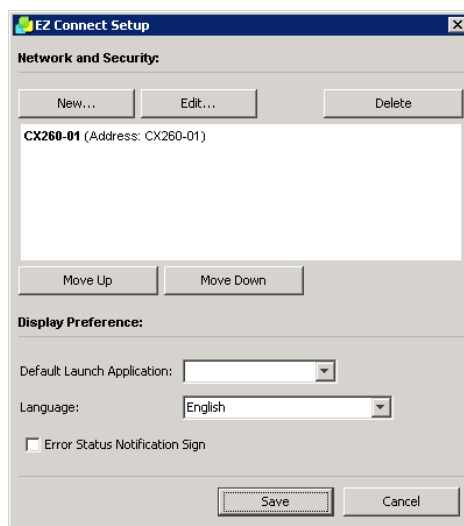 EZ Connect Setup
Network and Security:
New... Edit... Delete
CX260-01 (Address: CX260-01)
Move Up Move Down
Display Preference:
Default Launch Application:
Language: English
Error Status Notification Sign
Save Cancel